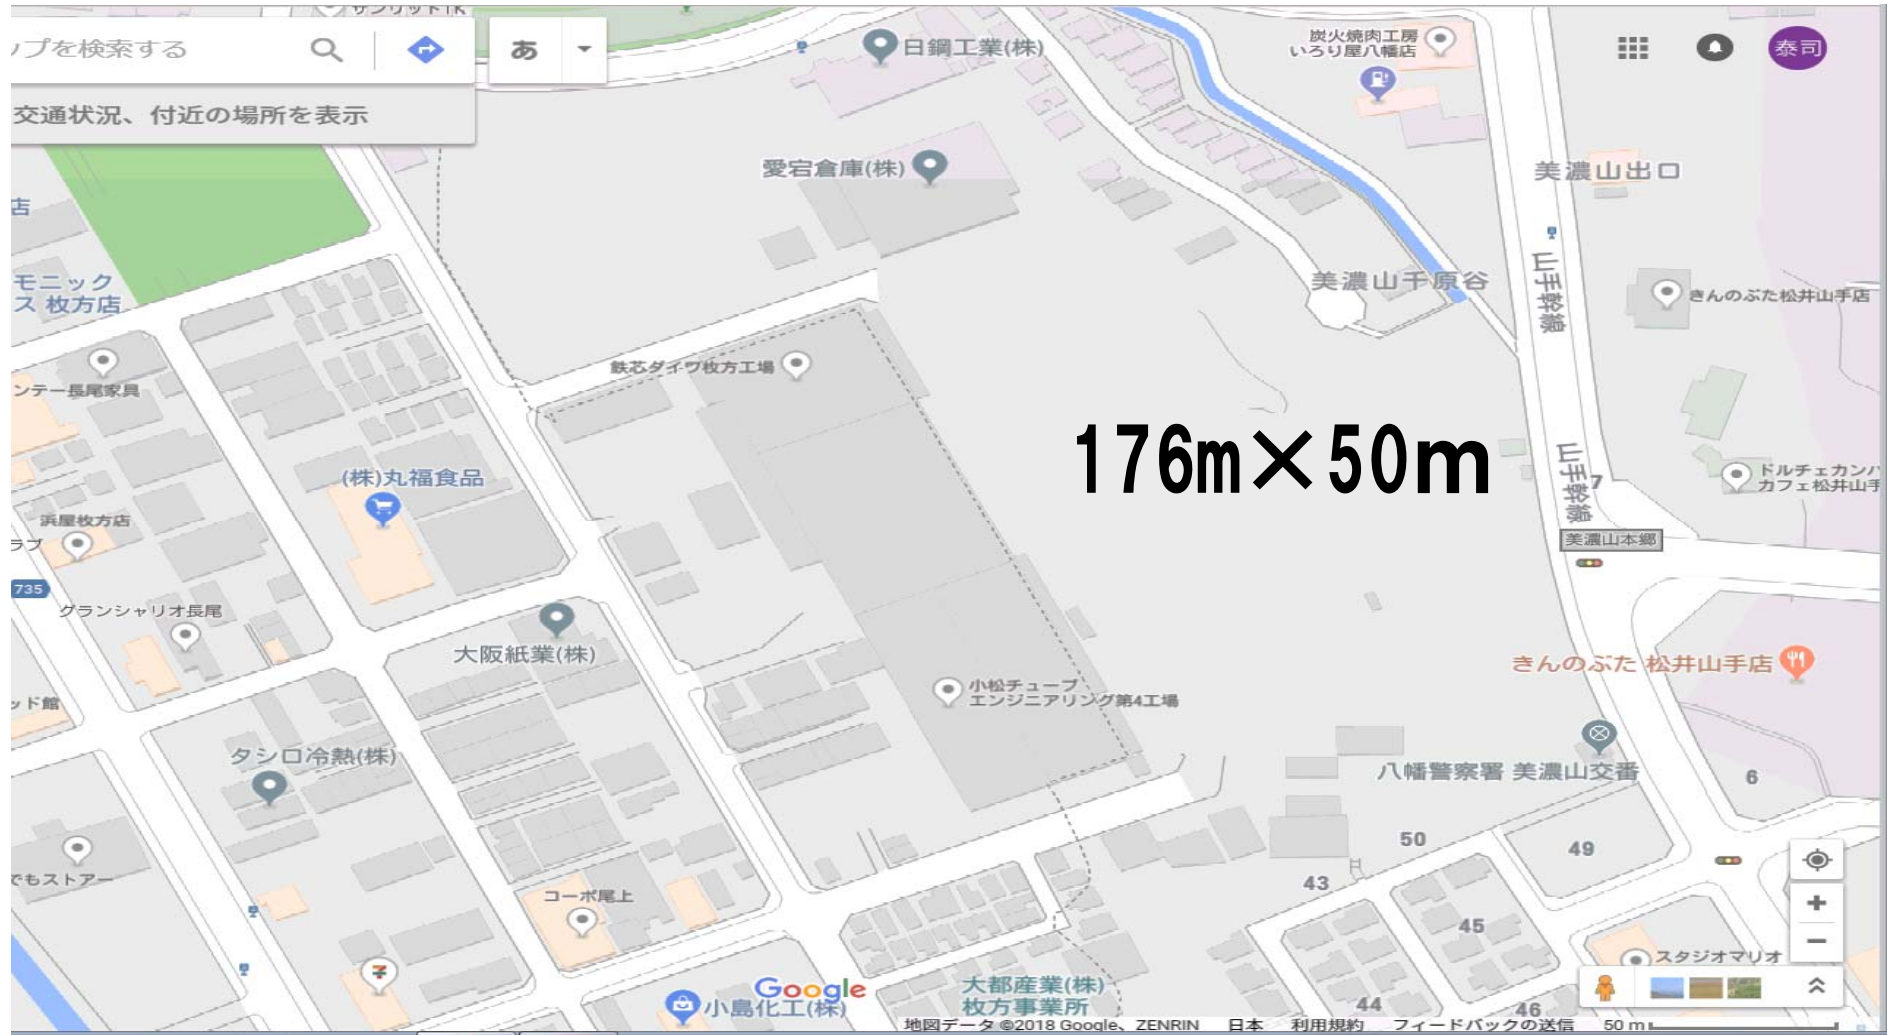 サンリットIK
ップを検索する
あ
交通状況、付近の場所を表示
日鋼工業(株)
炭火焼肉工房
いろり屋八幡店
泰司
愛宕倉庫(株)
美濃山出口
店
モニック
ス 枚方店
美濃山千原谷
山手幹線
きんのぶた松井山手店
鉄芯ダイワ枚方工場
ンテー長尾家具
176m×50m
(株)丸福食品
山手幹線
7
ドルチェカンパ
カフェ松井山手
浜屋枚方店
ラブ
美濃山本郷
735
グランシャリオ長尾
大阪紙業(株)
きんのぶた 松井山手店
小松チューブ
エンジニアリング第4工場
ッド館
タシロ冷熱(株)
八幡警察署 美濃山交番
6
50
49
でもストアー
43
コーポ尾上
45
スタジオマリオ
Google
小島化工(株)
大都産業(株)
枚方事業所
44
46
地図データ ©2018 Google、ZENRIN 日本 利用規約 フィードバックの送信 50 m